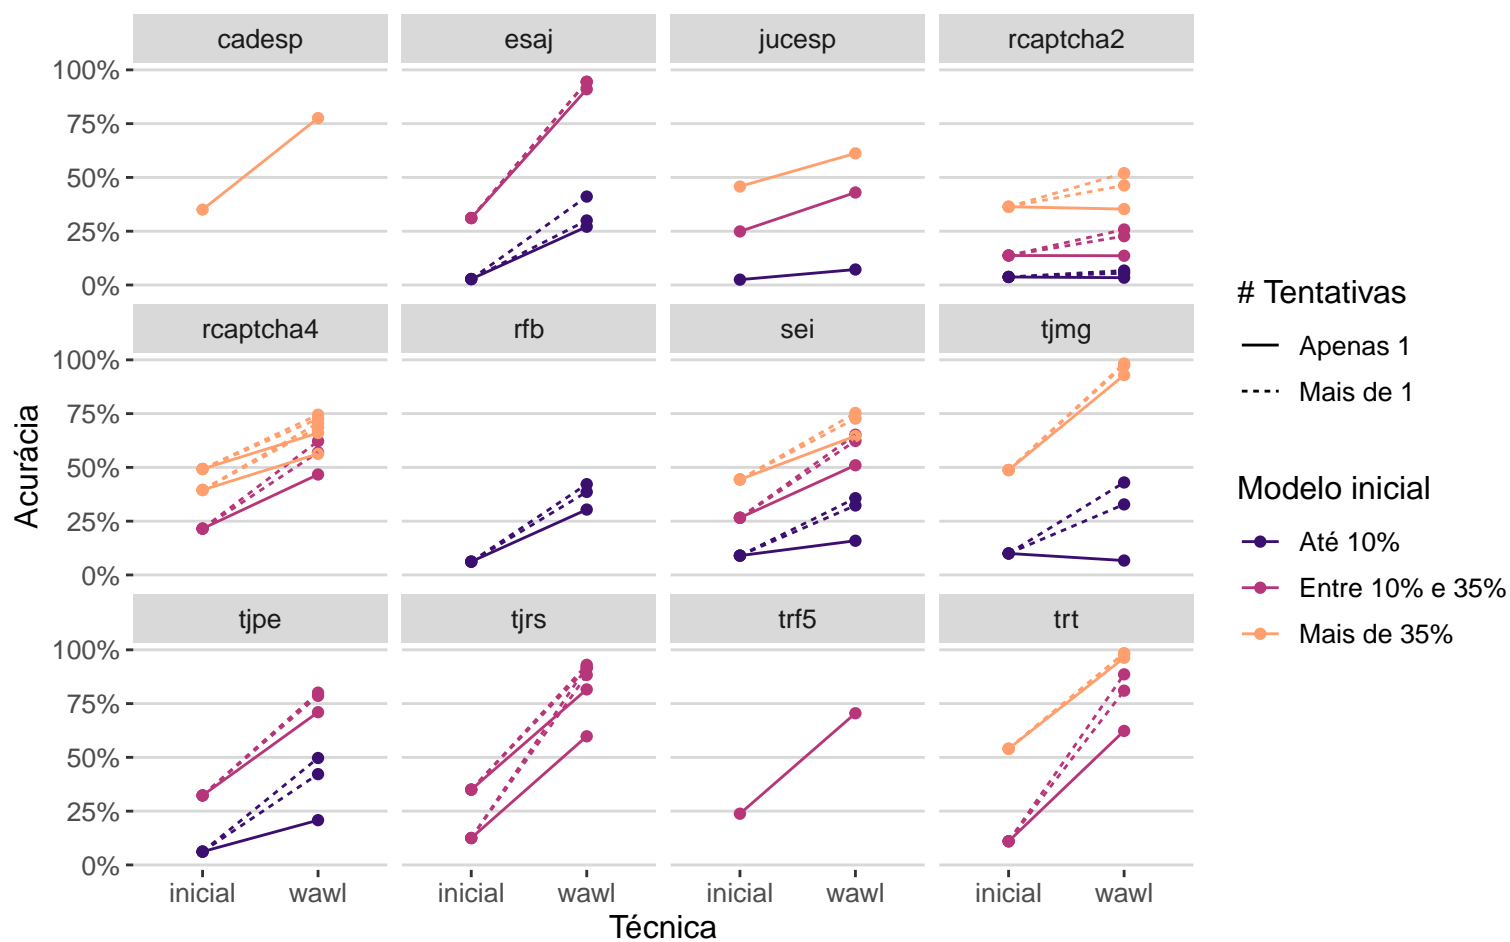 cadesp esaj jucesp rcaptcha2
100%
75%
50%
25%
0%
rcaptcha4 rfb sei tjmg
100%
75%
50%
25%
0%
tjpe tjrs trf5 trt
100%
75%
50%
25%
0%
inicial wawl inicial wawl inicial wawl inicial wawl
Técnica
Acurácia
# Tentativas
Apenas 1
Mais de 1
Modelo inicial
Até 10%
Entre 10% e 35%
Mais de 35%